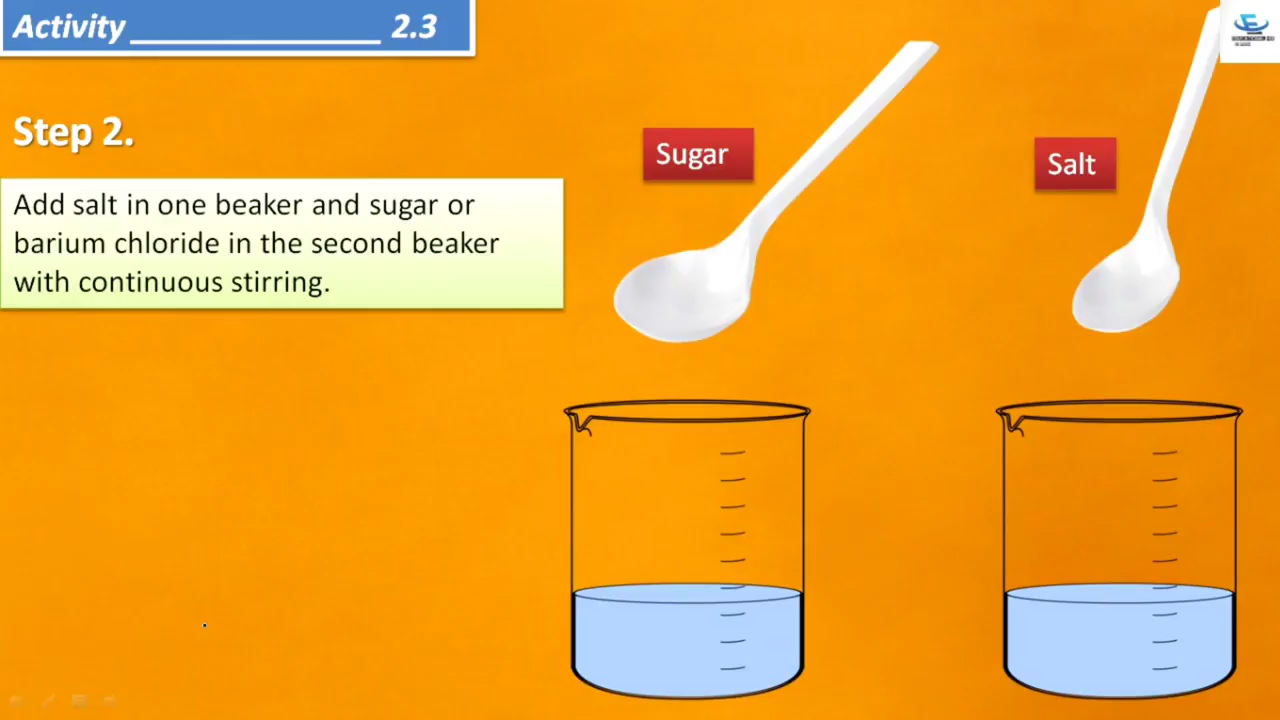 Activity _______________ 2.3
Step 2.
Add salt in one beaker and sugar or
barium chloride in the second beaker
with continuous stirring.
Sugar
Salt